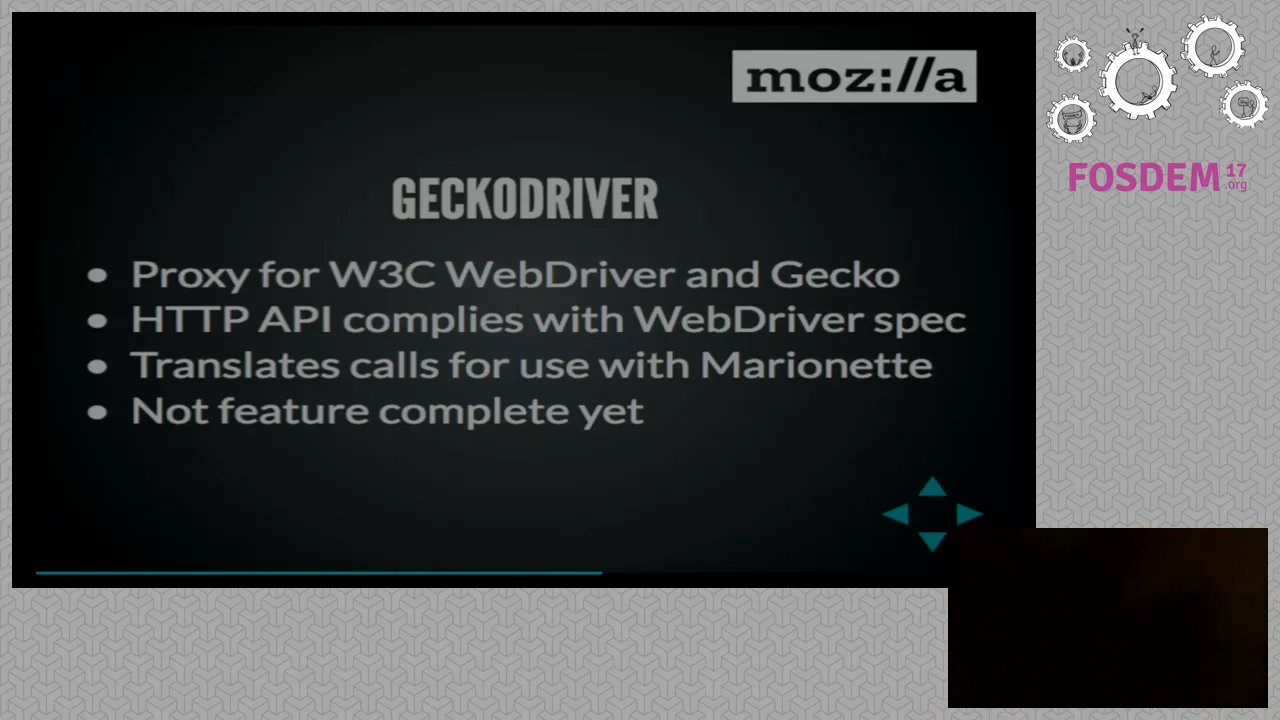 moz://a
GECKODRIVER
• Proxy for W3C WebDriver and Gecko
• HTTP API complies with WebDriver spec
• Translates calls for use with Marionette
• Not feature complete yet
FOSDEM 17
.org